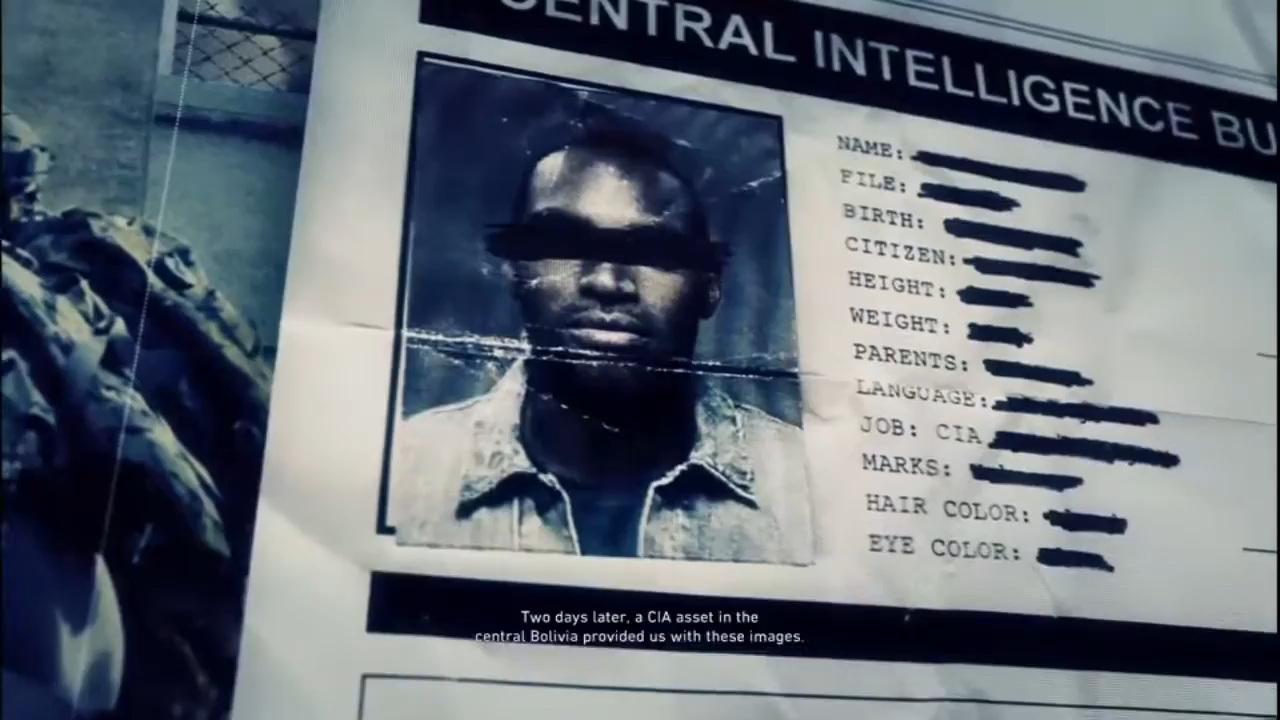 CENTRAL INTELLIGENCE BU
NAME:
FILE:
BIRTH:
CITIZEN:
HEIGHT:
WEIGHT:
PARENTS:
LANGUAGE:
JOB: CIA
MARKS:
HAIR COLOR:
EYE COLOR:
Two days later, a CIA asset in the
central Bolivia provided us with these images.